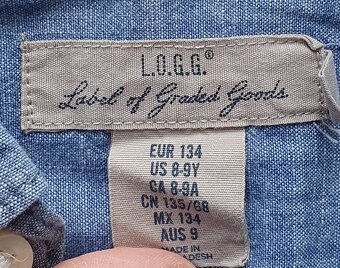 L.O.G.G.®
Label of Graded Goods
EUR 134
US 8-9Y
CA 8-9A
CN 135/68
MX 134
AUS 9
MADE IN